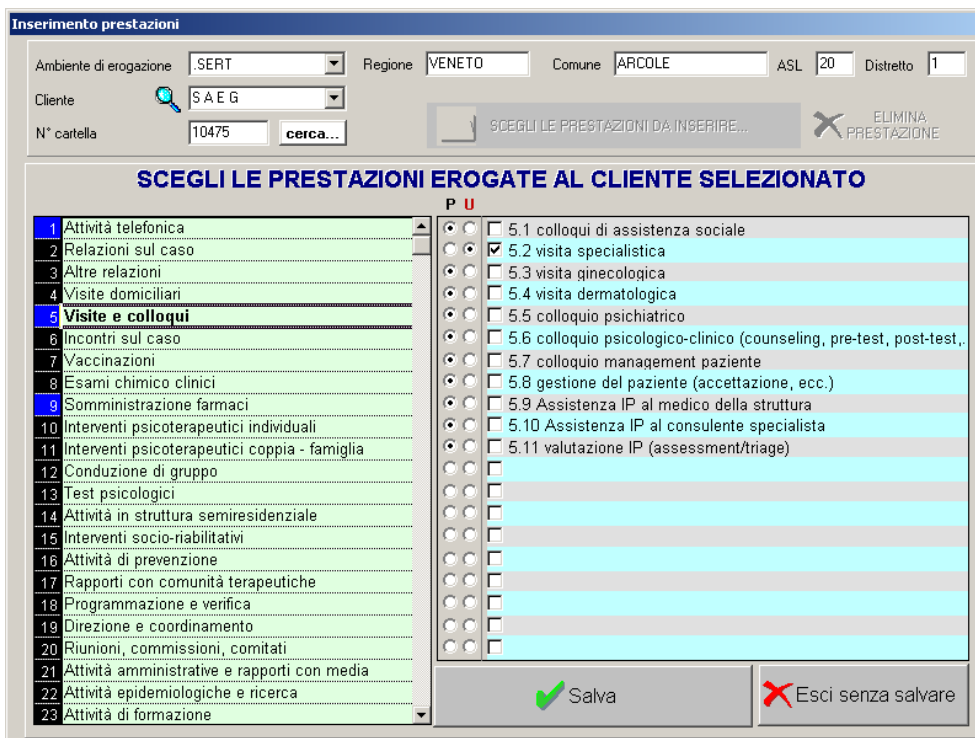 Inserimento prestazioni
Ambiente di erogazione .SERT Regione VENETO Comune ARCOLE ASL 20 Distretto 1
Cliente S A E G
N° cartella 10475 cerca... SCEGLI LE PRESTAZIONI DA INSERIRE... ELIMINA PRESTAZIONE
SCEGLI LE PRESTAZIONI EROGATE AL CLIENTE SELEZIONATO
P U
1 Attività telefonica
2 Relazioni sul caso
3 Altre relazioni
4 Visite domiciliari
5 Visite e colloqui
6 Incontri sul caso
7 Vaccinazioni
8 Esami chimico clinici
9 Somministrazione farmaci
10 Interventi psicoterapeutici individuali
11 Interventi psicoterapeutici coppia - famiglia
12 Conduzione di gruppo
13 Test psicologici
14 Attività in struttura semiresidenziale
15 Interventi socio-riabilitativi
16 Attività di prevenzione
17 Rapporti con comunità terapeutiche
18 Programmazione e verifica
19 Direzione e coordinamento
20 Riunioni, commissioni, comitati
21 Attività amministrative e rapporti con media
22 Attività epidemiologiche e ricerca
23 Attività di formazione
5.1 colloqui di assistenza sociale
5.2 visita specialistica
5.3 visita ginecologica
5.4 visita dermatologica
5.5 colloquio psichiatrico
5.6 colloquio psicologico-clinico (counseling, pre-test, post-test,.
5.7 colloquio management paziente
5.8 gestione del paziente (accettazione, ecc.)
5.9 Assistenza IP al medico della struttura
5.10 Assistenza IP al consulente specialista
5.11 valutazione IP (assessment/triage)
Salva
Esci senza salvare